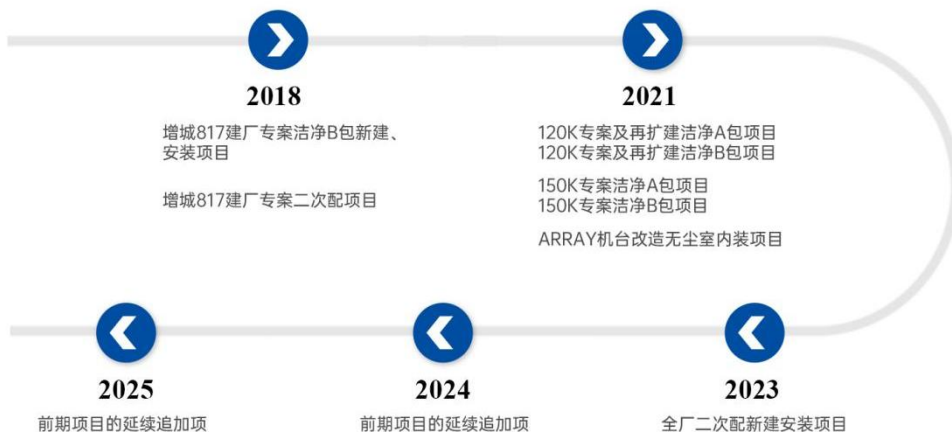 2018
增城817建厂专案洁净B包新建、
安装项目
增城817建厂专案二次配项目
2021
120K专案及再扩建洁净A包项目
120K专案及再扩建洁净B包项目
150K专案洁净A包项目
150K专案洁净B包项目
ARRAY机台改造无尘室内装项目
2023
全厂二次配新建安装项目
2024
前期项目的延续追加项
2025
前期项目的延续追加项